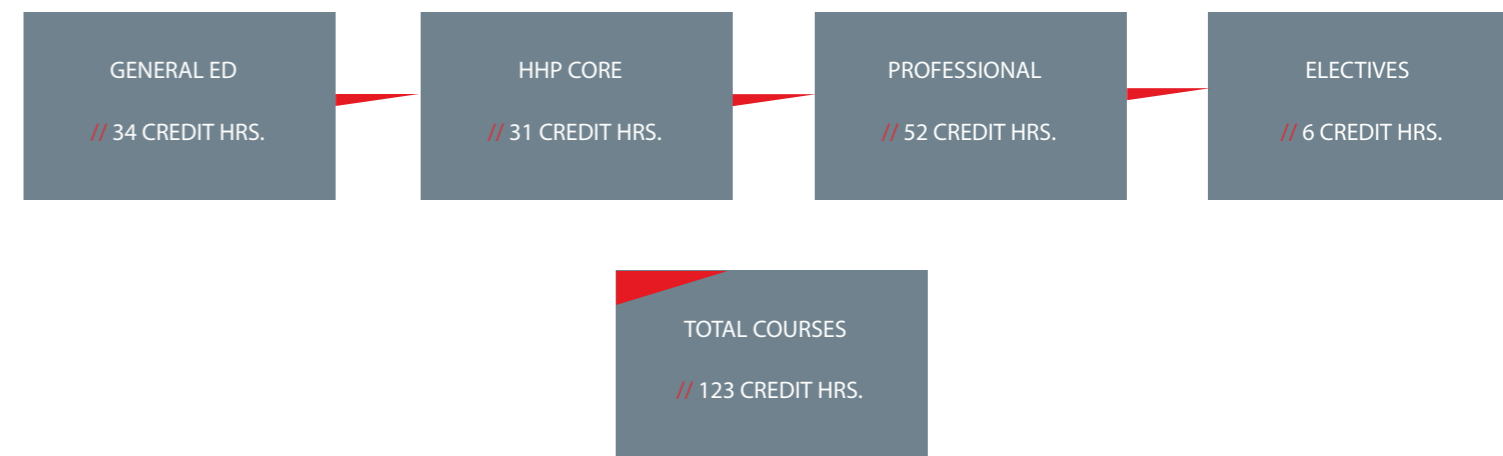 GENERAL ED
// 34 CREDIT HRS.
HHP CORE
// 31 CREDIT HRS.
PROFESSIONAL
// 52 CREDIT HRS.
ELECTIVES
// 6 CREDIT HRS.
TOTAL COURSES
// 123 CREDIT HRS.